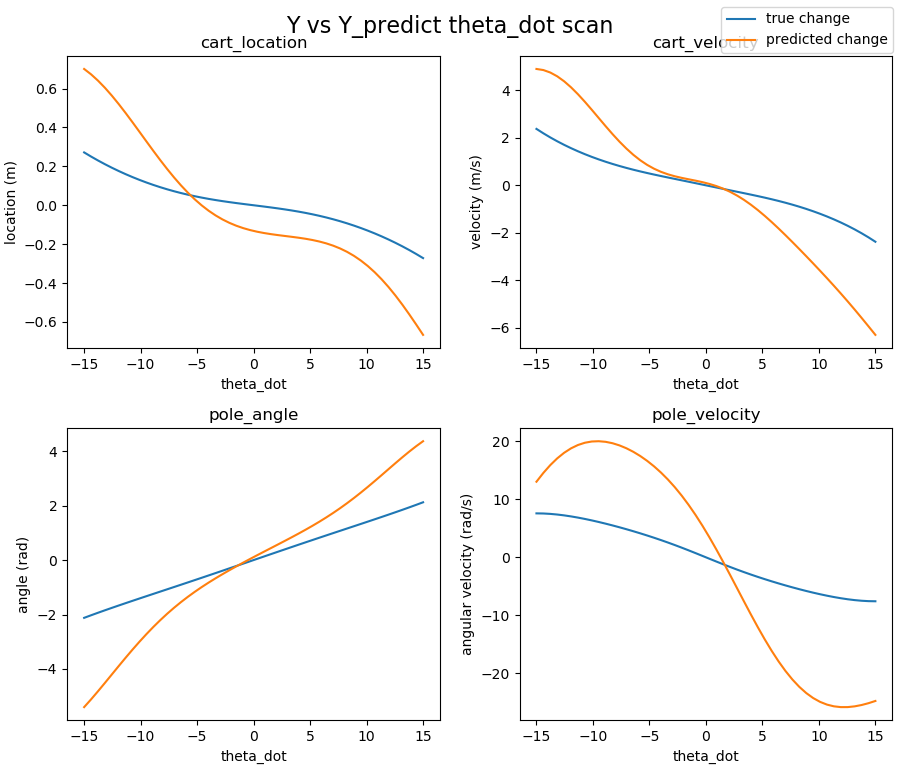 Y vs Y_predict theta_dot scan
true change
predicted change
cart_location
0.6
0.4
0.2
0.0
−0.2
−0.4
−0.6
location (m)
−15 −10 −5 0 5 10 15
theta_dot
cart_velocity
4
2
0
−2
−4
−6
velocity (m/s)
−15 −10 −5 0 5 10 15
theta_dot
pole_angle
4
2
0
−2
−4
angle (rad)
−15 −10 −5 0 5 10 15
theta_dot
pole_velocity
20
10
0
−10
−20
angular velocity (rad/s)
−15 −10 −5 0 5 10 15
theta_dot